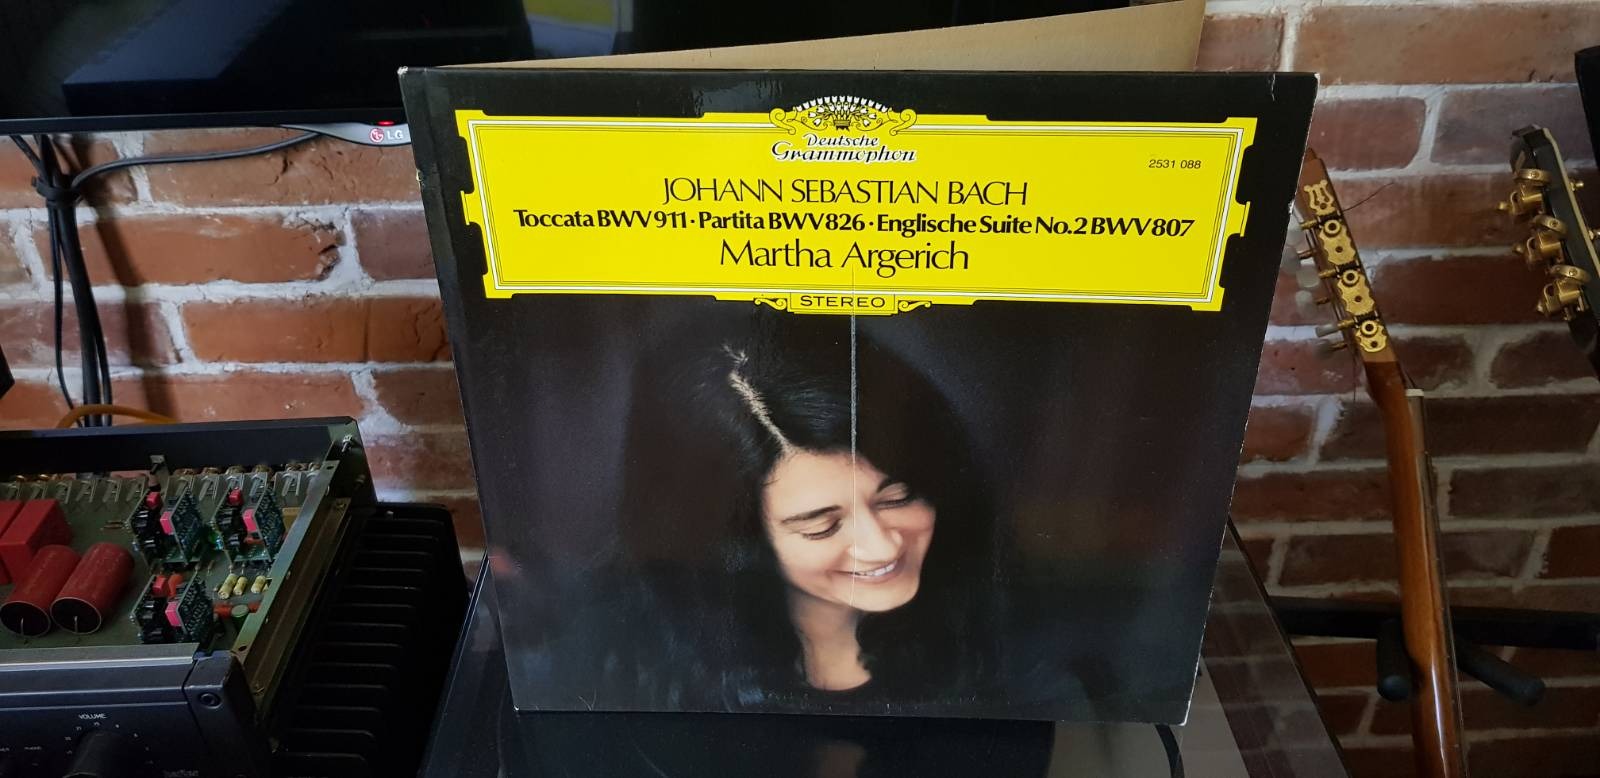 Deutsche
Grammophon
2531 088
JOHANN SEBASTIAN BACH
Toccata BWV 911 · Partita BWV 826 · Englische Suite No. 2 BWV 807
Martha Argerich
STEREO
LG
VOLUME